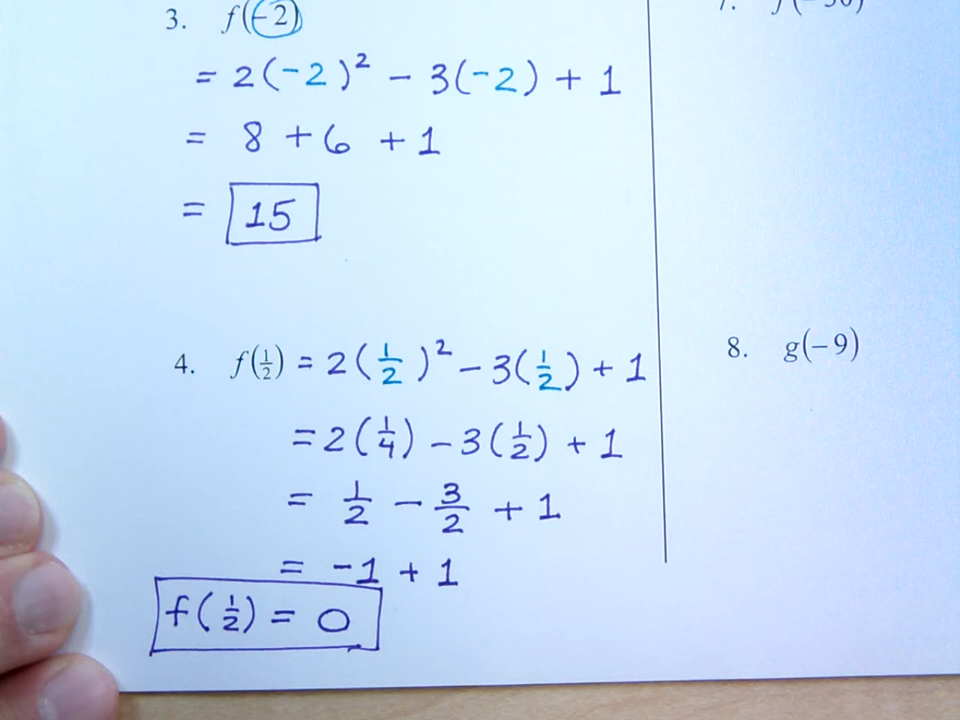 3. f(-2)
= 2(-2)² - 3(-2) + 1
= 8 + 6 + 1
= 15
4. f(1/2) = 2(1/2)² - 3(1/2) + 1
= 2(1/4) - 3(1/2) + 1
= 1/2 - 3/2 + 1
= -1 + 1
f(1/2) = 0
8. g(-9)